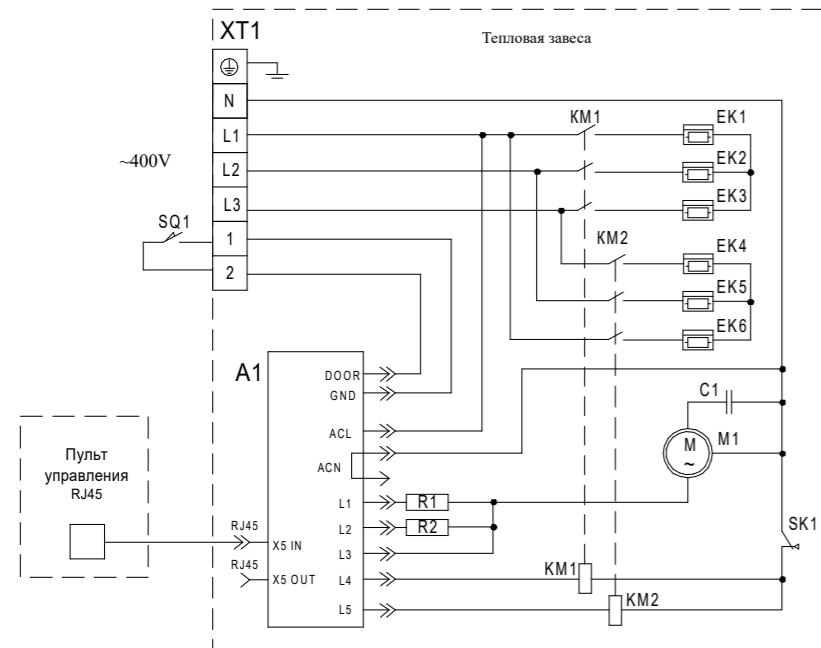 XT1
Тепловая завеса
N
KM1
EK1
L1
~400V
L2
EK2
L3
EK3
SQ1
1
KM2
EK4
2
EK5
EK6
A1
DOOR
GND
C1
ACL
M
~
M1
Пульт
управления
RJ45
ACN
L1
R1
RJ45
L2
R2
SK1
X5 IN
L3
RJ45
X5 OUT
L4
KM1
L5
KM2